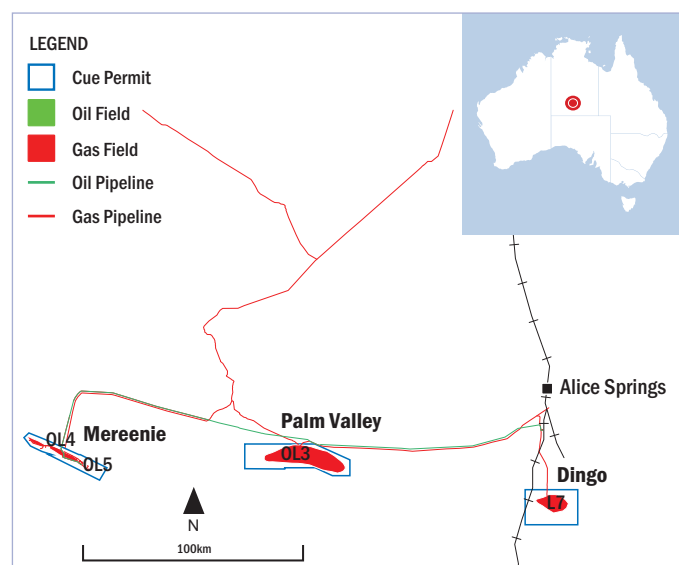 LEGEND
Cue Permit
Oil Field
Gas Field
Oil Pipeline
Gas Pipeline
Alice Springs
Palm Valley
Mereenie
OL4
OL5
OL3
Dingo
L7
N
100km